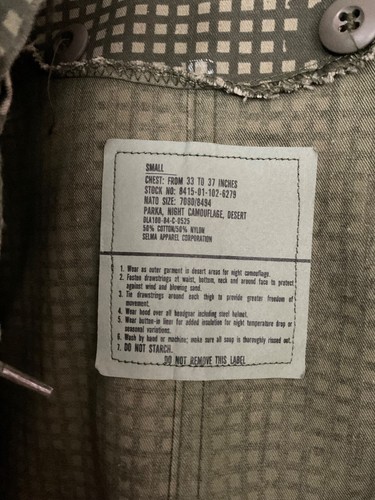 SMALL
CHEST: FROM 33 TO 37 INCHES
STOCK NO: 8415-01-102-6279
NATO SIZE: 7080/8494
PARKA, NIGHT CAMOUFLAGE, DESERT
DLA100-84-C-0525
50% COTTON/50% NYLON
SELMA APPAREL CORPORATION
1. Wear as outer garment in desert areas for night camouflage.
2. Fasten drawstrings at waist, bottom, neck and around face to protect
against wind and blowing sand.
3. Tie drawstrings around each thigh to provide greater freedom of
movement.
4. Wear hood over all headgear including steel helmet.
5. Wear button-in liner for added insulation for night temperature drop or
seasonal variations.
6. Wash by hand or machine; make sure all soap is thoroughly rinsed out.
7. DO NOT STARCH.
DO NOT REMOVE THIS LABEL